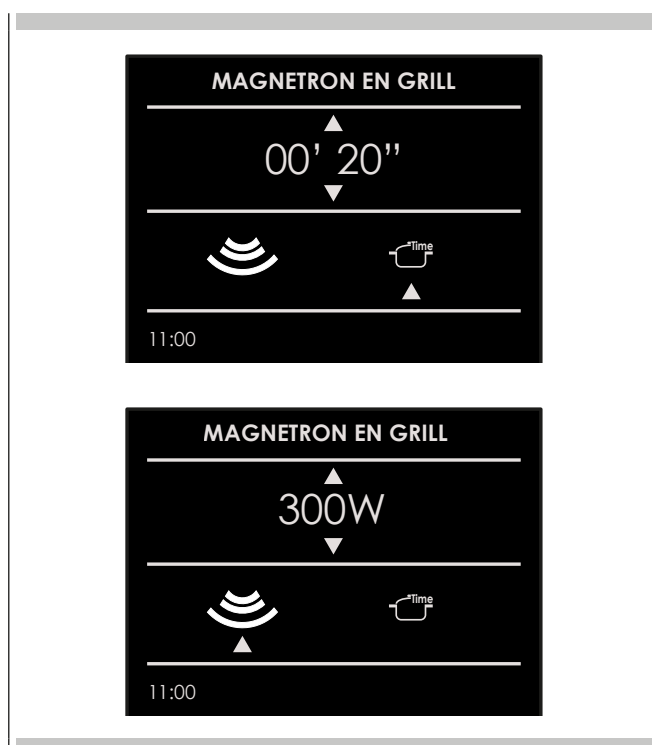 MAGNETRON EN GRILL
00’ 20’’
Time
11:00
MAGNETRON EN GRILL
300W
Time
11:00